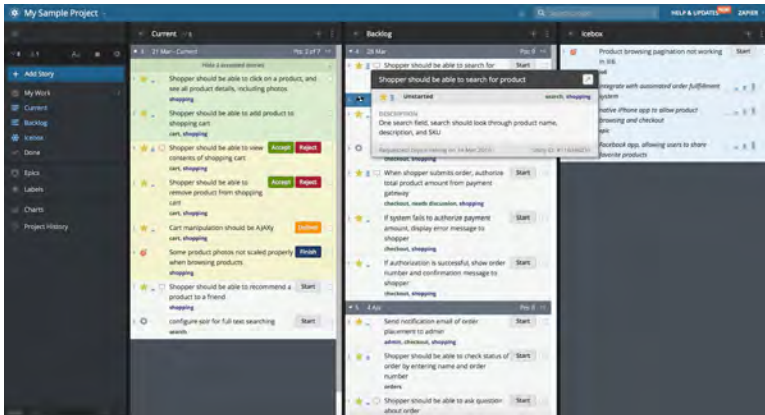 My Sample Project
HELP & UPDATES
ZAPIER
Add Story
My Work
Current
Backlog
Icebox
Done
Epics
Labels
Charts
Project History
Current
21 Mar - Current
Pts: 2 of 7
Hide 2 accepted stories
Shopper should be able to click on a product, and
see all product details, including photos
shopping
Shopper should be able to add product to
shopping cart
cart, shopping
Shopper should be able to view
Accept
Reject
contents of shopping cart
cart, shopping
Shopper should be able to
Accept
Reject
remove product from shopping
cart
cart, shopping
Cart manipulation should be AJAXy
Deliver
cart, shopping
Some product photos not scaled properly
Finish
when browsing products
shopping
Shopper should be able to recommend a
Start
product to a friend
shopping
configure solr for full text searching
Start
search
Backlog
4
28 Mar
Pts: 8
Shopper should be able to search for
Start
Shopper should be able to search for product
Unstarted
search, shopping
DESCRIPTION
One search field, search should look through product name,
description, and SKU
checkout, shopping
When shopper submits order, authorize
Start
total product amount from payment
gateway
checkout, needs discussion, shopping
If system fails to authorize payment
Start
amount, display error message to
shopper
checkout, shopping
If authorization is successful, show order
Start
number and confirmation message to
shopper
checkout, shopping
5
4 Apr
Pts: 8
Send notification email of order
Start
placement to admin
admin, checkout, shopping
Shopper should be able to check status of
Start
order by entering name and order
number
orders
Shopper should be able to ask question
Start
about order
Icebox
Product browsing pagination not working
Start
in IE6
integrate with automated order fulfillment
system
native iPhone app to allow product
browsing and checkout
facebook app, allowing users to share
favorite products